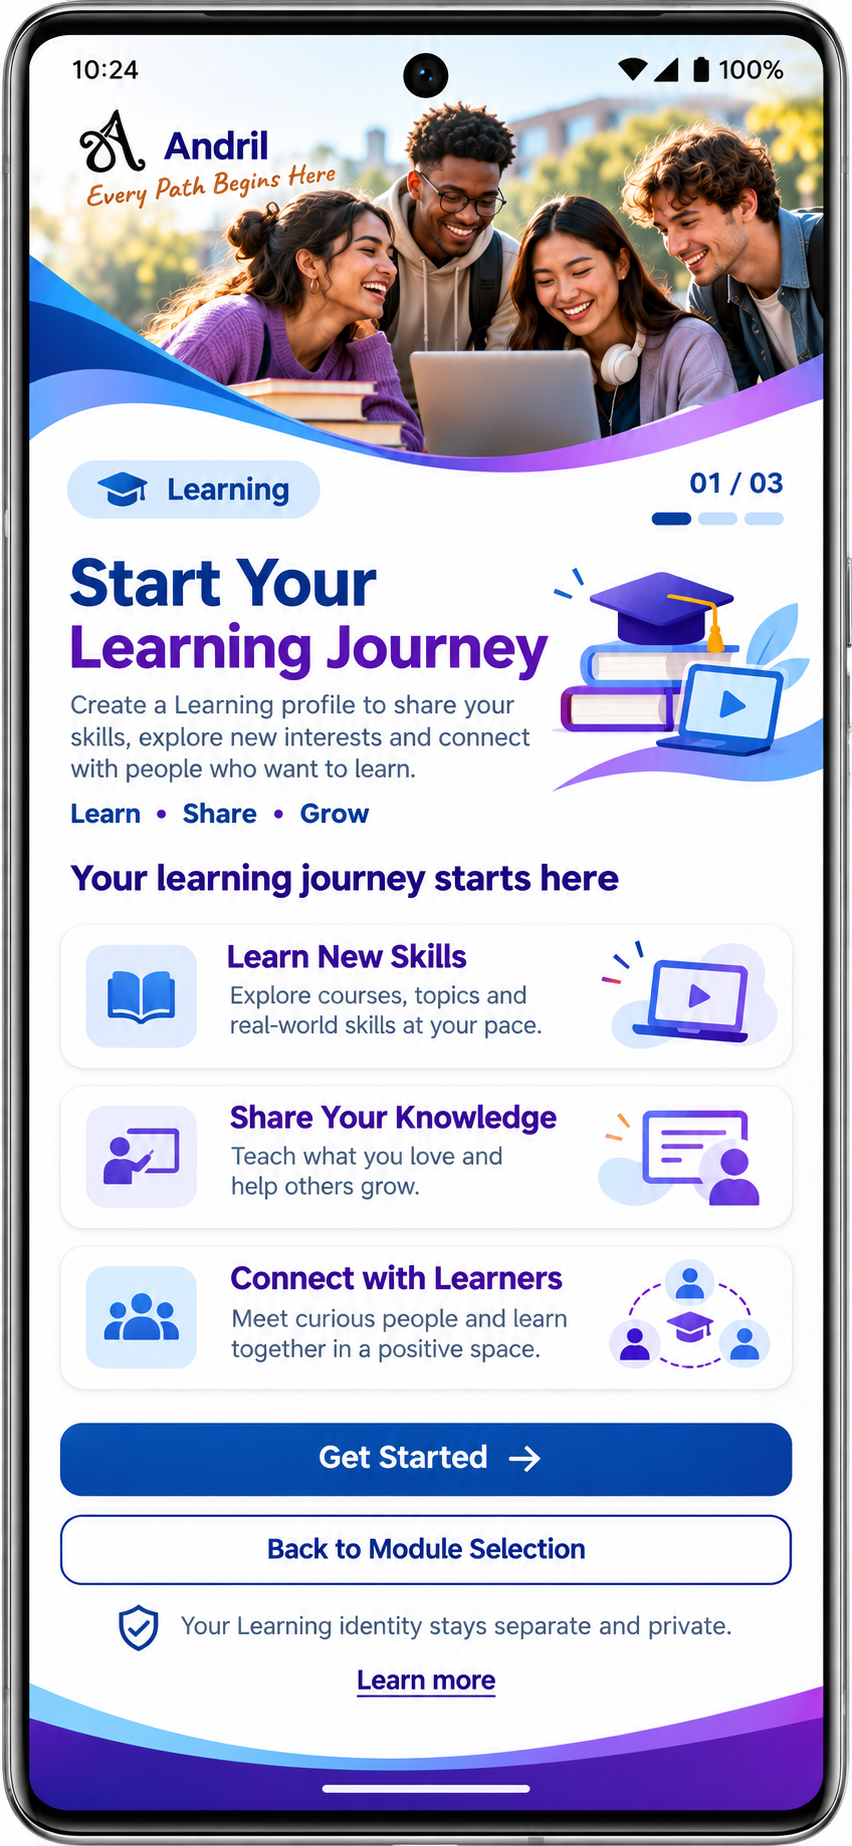 10:24
100%
A Andril
Every Path Begins Here
Learning
01 / 03
Start Your
Learning Journey
Create a Learning profile to share your
skills, explore new interests and connect
with people who want to learn.
Learn • Share • Grow
Your learning journey starts here
Learn New Skills
Explore courses, topics and
real-world skills at your pace.
Share Your Knowledge
Teach what you love and
help others grow.
Connect with Learners
Meet curious people and learn
together in a positive space.
Get Started →
Back to Module Selection
Your Learning identity stays separate and private.
Learn more